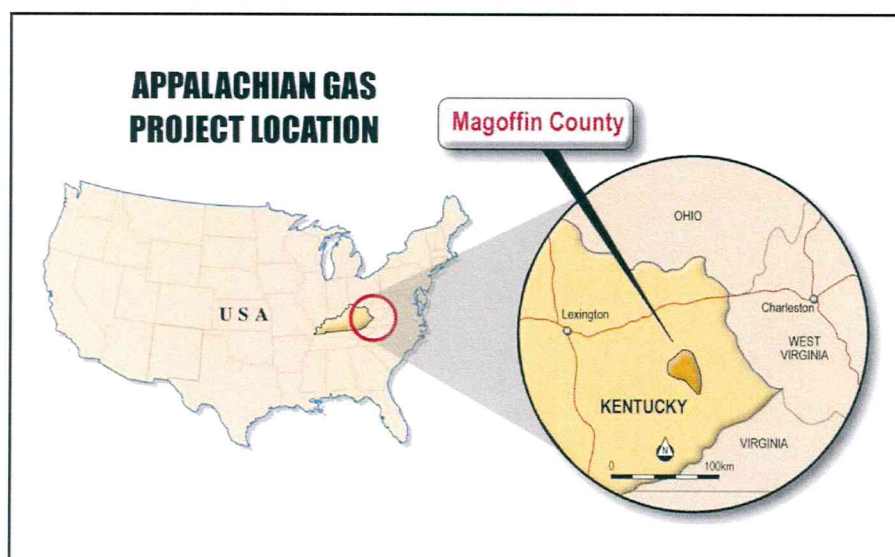 APPALACHIAN GAS
PROJECT LOCATION
Magoffin County
USA
OHIO
Lexington
Charleston
WEST
VIRGINIA
KENTUCKY
VIRGINIA
N
0
100km